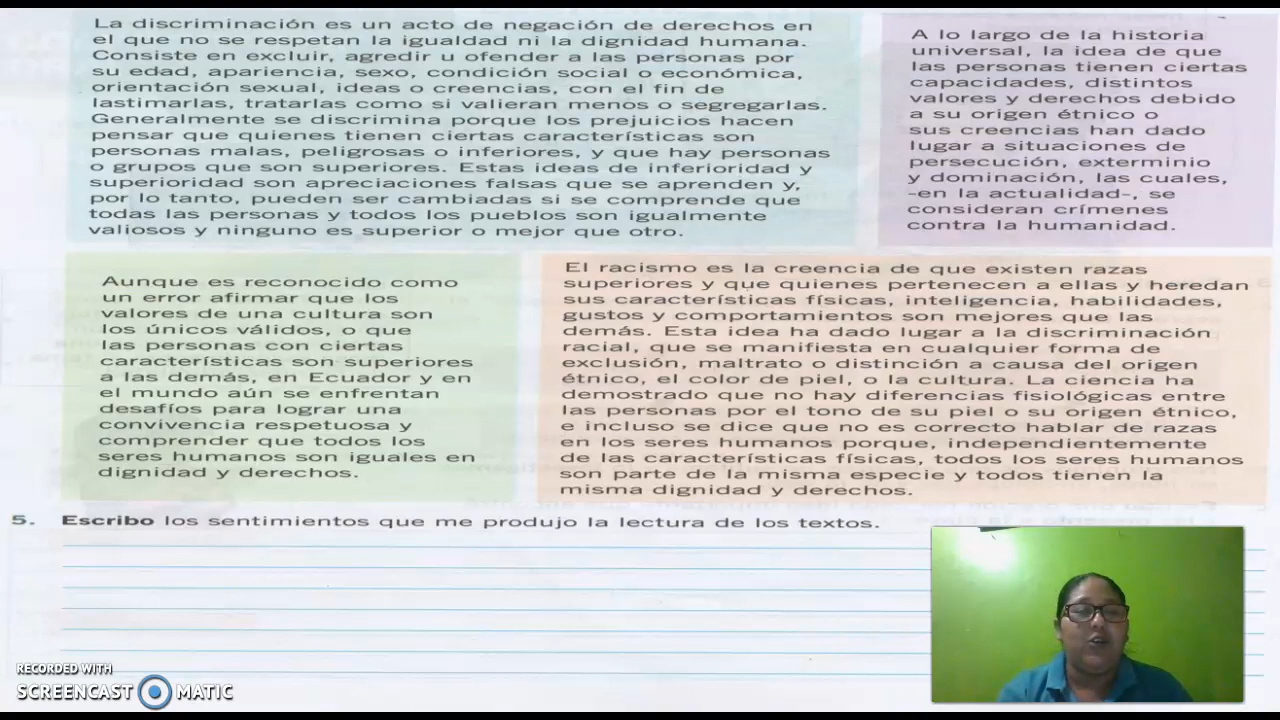 La discriminación es un acto de negación de derechos en
el que no se respetan la igualdad ni la dignidad humana.
Consiste en excluir, agredir u ofender a las personas por
su edad, apariencia, sexo, condición social o económica,
orientación sexual, ideas o creencias, con el fin de
lastimarlas, tratarlas como si valieran menos o segregarlas.
Generalmente se discrimina porque los prejuicios hacen
pensar que quienes tienen ciertas características son
personas malas, peligrosas o inferiores, y que hay personas
o grupos que son superiores. Estas ideas de inferioridad y
superioridad son apreciaciones falsas que se aprenden y,
por lo tanto, pueden ser cambiadas si se comprende que
todas las personas y todos los pueblos son igualmente
valiosos y ninguno es superior o mejor que otro.
A lo largo de la historia
universal, la idea de que
las personas tienen ciertas
capacidades, distintos
valores y derechos debido
a su origen étnico o
sus creencias han dado
lugar a situaciones de
persecución, exterminio
y dominación, las cuales,
-en la actualidad-, se
consideran crímenes
contra la humanidad.
Aunque es reconocido como
un error afirmar que los
valores de una cultura son
los únicos válidos, o que
las personas con ciertas
características son superiores
a las demás, en Ecuador y en
el mundo aún se enfrentan
desafíos para lograr una
convivencia respetuosa y
comprender que todos los
seres humanos son iguales en
dignidad y derechos.
El racismo es la creencia de que existen razas
superiores y que quienes pertenecen a ellas y heredan
sus características físicas, inteligencia, habilidades,
gustos y comportamientos son mejores que las
demás. Esta idea ha dado lugar a la discriminación
racial, que se manifiesta en cualquier forma de
exclusión, maltrato o distinción a causa del origen
étnico, el color de piel, o la cultura. La ciencia ha
demostrado que no hay diferencias fisiológicas entre
las personas por el tono de su piel o su origen étnico,
e incluso se dice que no es correcto hablar de razas
en los seres humanos porque, independientemente
de las características físicas, todos los seres humanos
son parte de la misma especie y todos tienen la
misma dignidad y derechos.
5. Escribo los sentimientos que me produjo la lectura de los textos.
RECORDED WITH
SCREENCAST MATIC